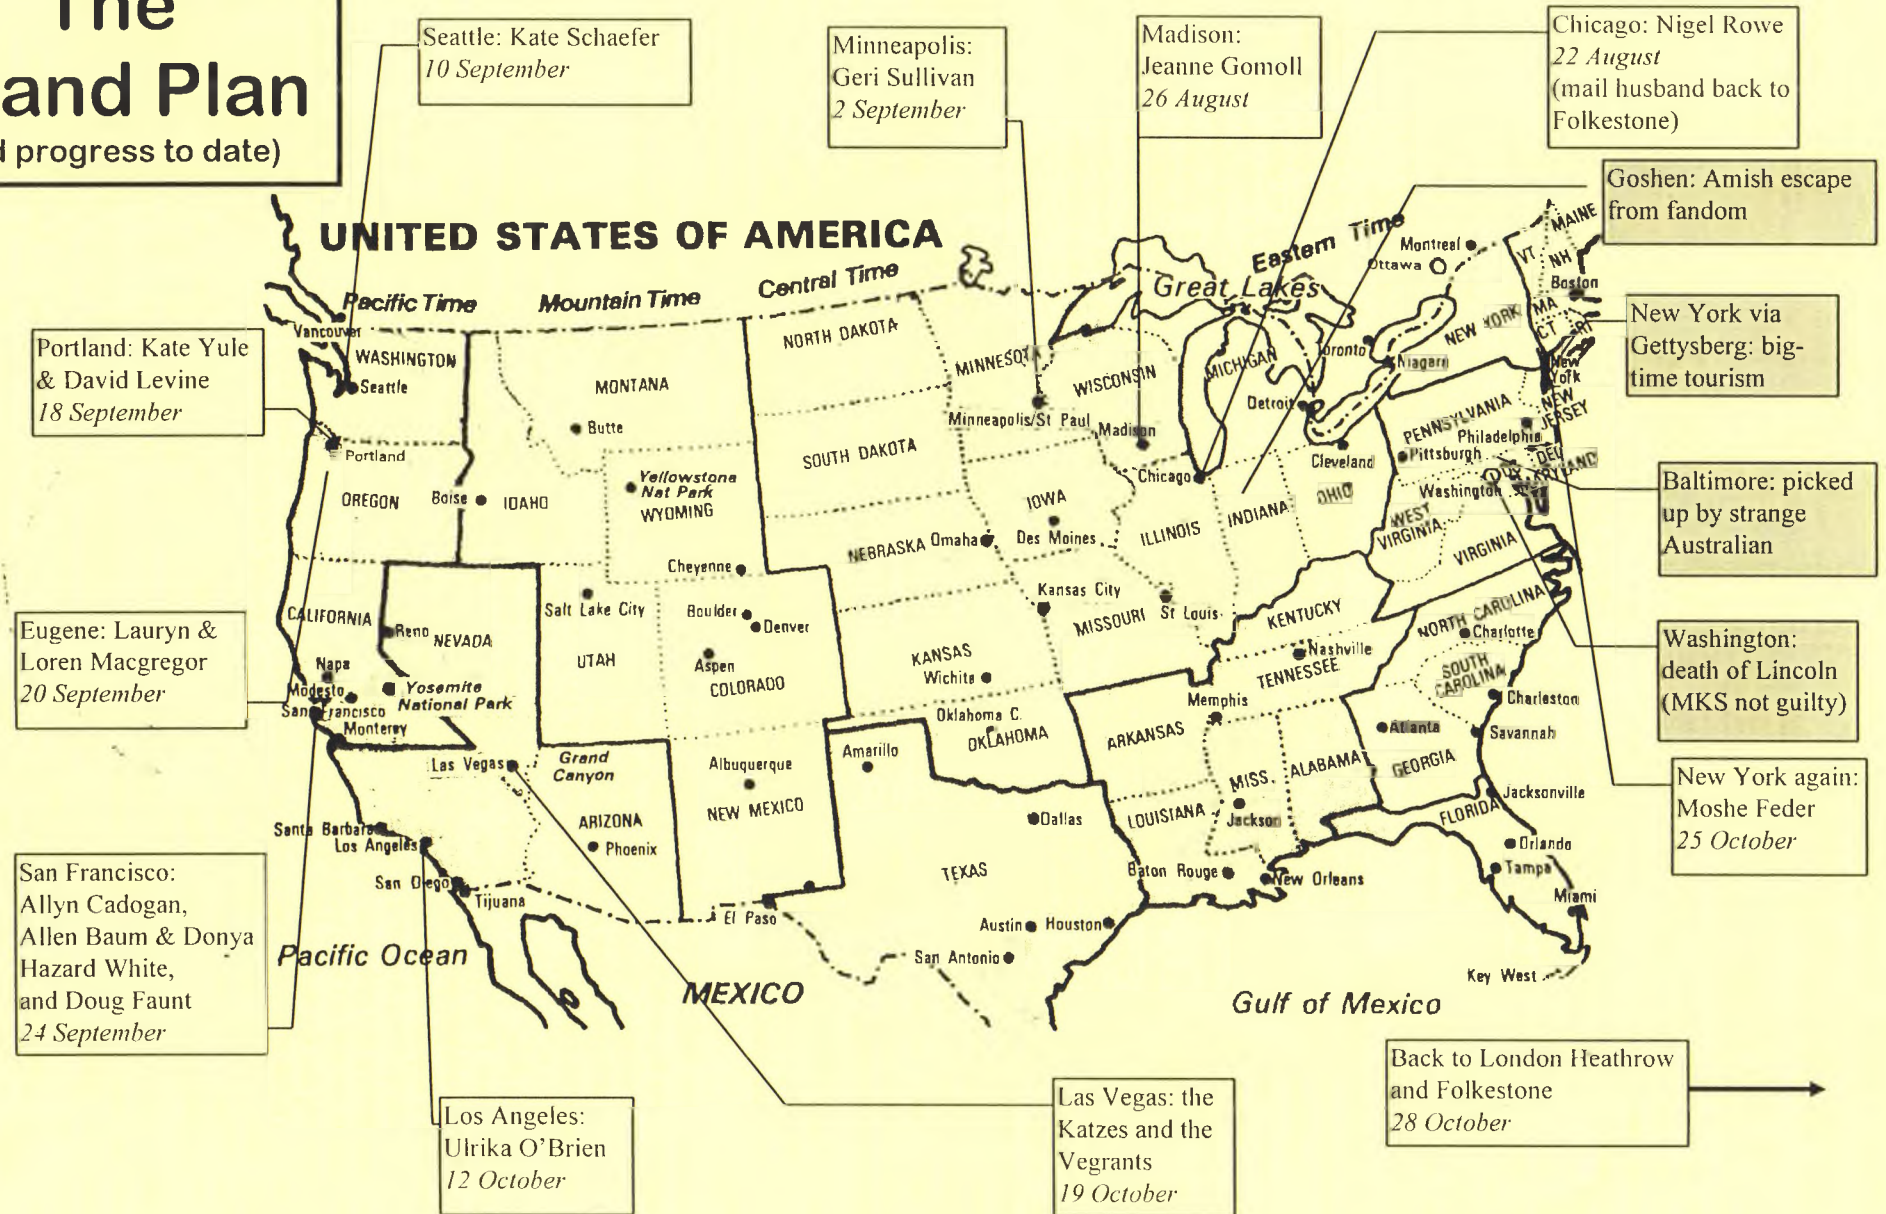 The
and Plan
progress to date)
Seattle: Kate Schaefer
10 September
Minneapolis:
Geri Sullivan
2 September
Madison:
Jeanne Gomoll
26 August
Chicago: Nigel Rowe
22 August
(mail husband back to
Folkestone)
Goshen: Amish escape
from fandom
New York via
Gettysberg: big-
time tourism
Baltimore: picked
up by strange
Australian
Washington:
death of Lincoln
(MKS not guilty)
New York again:
Moshe Feder
25 October
Back to London Heathrow
and Folkestone
28 October
Las Vegas: the
Katzes and the
Vegrants
19 October
Los Angeles:
Ulrika O'Brien
12 October
San Francisco:
Allyn Cadogan,
Allen Baum & Donya
Hazard White,
and Doug Faunt
24 September
Eugene: Lauryn &
Loren Macgregor
20 September
Portland: Kate Yule
& David Levine
18 September
UNITED STATES OF AMERICA
Pacific Time
Mountain Time
Central Time
Eastern Time
Great Lakes
Montreal
Ottawa
MAINE
VT
NH
Boston
MA
CT
RI
NEW YORK
New
York
NEW
JERSEY
Toronto
Niagara
Vancouver
WASHINGTON
Seattle
Portland
OREGON
Boise
IDAHO
MONTANA
Butte
Yellowstone
Nat Park
WYOMING
Cheyenne
NORTH DAKOTA
SOUTH DAKOTA
MINNESOTA
Minneapolis/St Paul
WISCONSIN
Madison
MICHIGAN
Detroit
Chicago
Cleveland
PENNSYLVANIA
Philadelphia
Pittsburgh
DEL
Washington
WEST
VIRGINIA
VIRGINIA
OHIO
INDIANA
ILLINOIS
IOWA
Des Moines
NEBRASKA
Omaha
Kansas City
MISSOURI
St Louis
KENTUCKY
Nashville
TENNESSEE
Memphis
NORTH CAROLINA
Charlotte
SOUTH
CAROLINA
Charleston
Savannah
Atlanta
GEORGIA
ALABAMA
MISS.
Jackson
Jacksonville
FLORIDA
Orlando
Tampa
Miami
Key West
CALIFORNIA
Reno
NEVADA
Napa
Modesto
San Francisco
Monterey
Yosemite
National Park
Salt Lake City
UTAH
Boulder
Denver
Aspen
COLORADO
KANSAS
Wichita
Oklahoma C.
OKLAHOMA
ARKANSAS
LOUISIANA
Baton Rouge
New Orleans
Las Vegas
Grand
Canyon
ARIZONA
Phoenix
Albuquerque
NEW MEXICO
Amarillo
Dallas
TEXAS
Austin
Houston
San Antonio
El Paso
Santa Barbara
Los Angeles
San Diego
Tijuana
Pacific Ocean
MEXICO
Gulf of Mexico